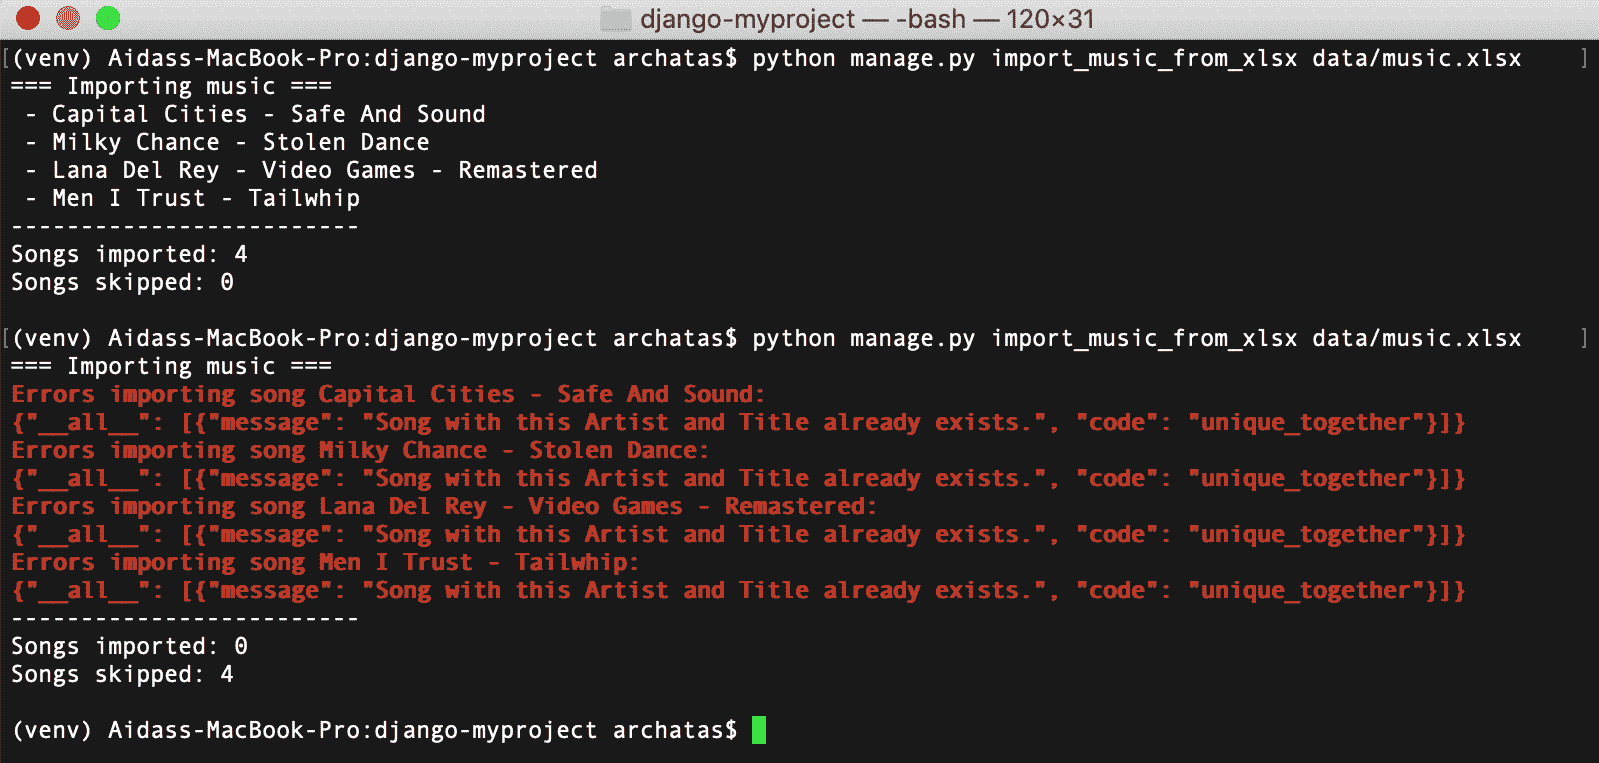 django-myproject — -bash — 120×31
[(venv) Aidass-MacBook-Pro:django-myproject archatas$ python manage.py import_music_from_xlsx data/music.xlsx ]
=== Importing music ===
 - Capital Cities - Safe And Sound
 - Milky Chance - Stolen Dance
 - Lana Del Rey - Video Games - Remastered
 - Men I Trust - Tailwhip
-------------------------
Songs imported: 4
Songs skipped: 0
[(venv) Aidass-MacBook-Pro:django-myproject archatas$ python manage.py import_music_from_xlsx data/music.xlsx ]
=== Importing music ===
Errors importing song Capital Cities - Safe And Sound:
{"__all__": [{"message": "Song with this Artist and Title already exists.", "code": "unique_together"}]}
Errors importing song Milky Chance - Stolen Dance:
{"__all__": [{"message": "Song with this Artist and Title already exists.", "code": "unique_together"}]}
Errors importing song Lana Del Rey - Video Games - Remastered:
{"__all__": [{"message": "Song with this Artist and Title already exists.", "code": "unique_together"}]}
Errors importing song Men I Trust - Tailwhip:
{"__all__": [{"message": "Song with this Artist and Title already exists.", "code": "unique_together"}]}
-------------------------
Songs imported: 0
Songs skipped: 4
(venv) Aidass-MacBook-Pro:django-myproject archatas$